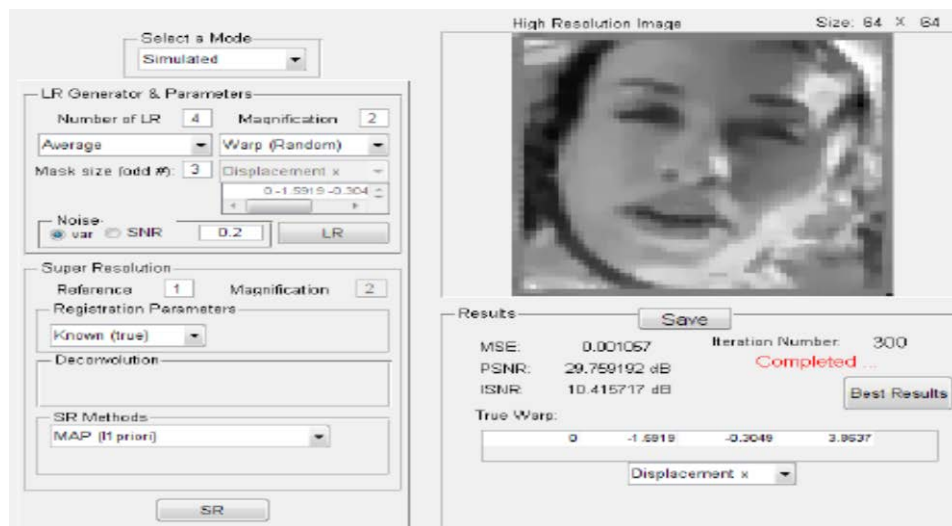 Select a Mode
Simulated
LR Generator & Parameters
Number of LR 4 Magnification 2
Average Warp (Random)
Mask size (odd #): 3 Displacement x
0 -1.5919 -0.304
Noise
var SNR 0.2 LR
Super Resolution
Reference 1 Magnification 2
Registration Parameters
Known (true)
Deconvolution
SR Methods
MAP (l1 priori)
SR
High Resolution Image Size: 64 X 64
Results
Save
MSE: 0.001057 Iteration Number: 300
PSNR: 29.759192 dB Completed ...
ISNR: 10.415717 dB Best Results
True Warp:
0 -1.5919 -0.3049 3.9637
Displacement x